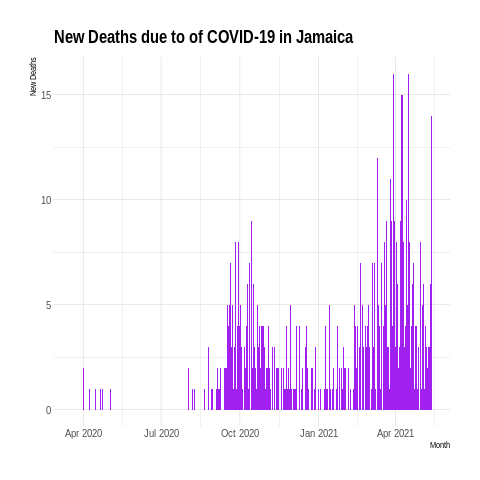 New Deaths due to of COVID-19 in Jamaica
New Deaths
15
10
5
0
Apr 2020 Jul 2020 Oct 2020 Jan 2021 Apr 2021
Month